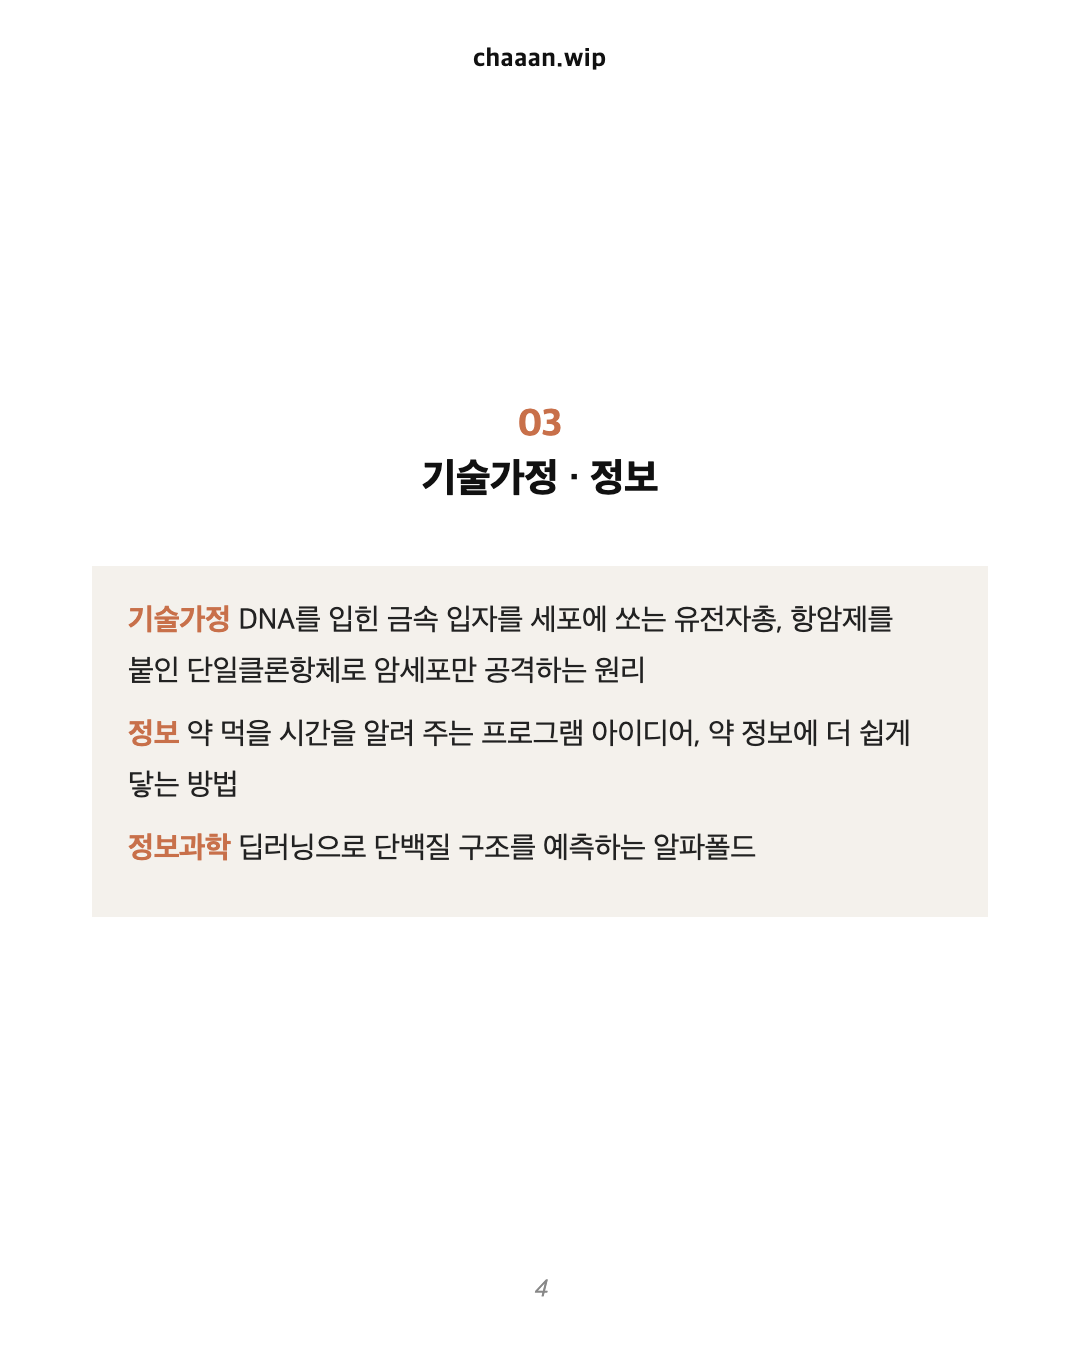 chaaan.wip
03
기술가정 · 정보
기술가정 DNA를 입힌 금속 입자를 세포에 쏘는 유전자총, 항암제를
붙인 단일클론항체로 암세포만 공격하는 원리
정보 약 먹을 시간을 알려 주는 프로그램 아이디어, 약 정보에 더 쉽게
닿는 방법
정보과학 딥러닝으로 단백질 구조를 예측하는 알파폴드
4